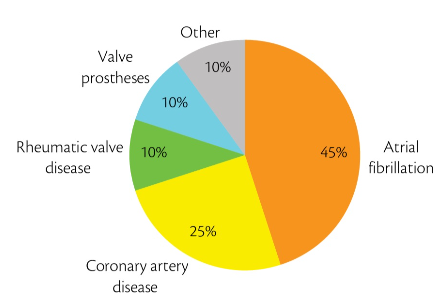 Other
10%
Valve
prostheses
10%
Rheumatic valve
disease
10%
45%
Atrial
fibrillation
25%
Coronary artery
disease